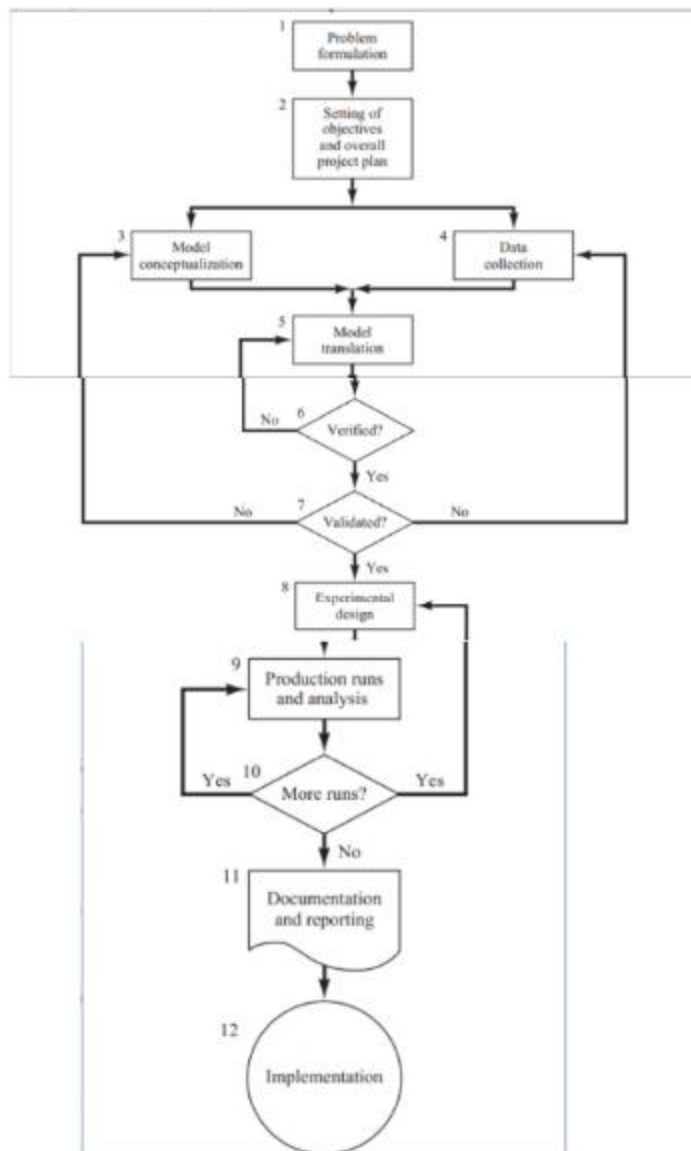 1
Problem
formulation
2
Setting of
objectives
and overall
project plan
3
Model
conceptualization
4
Data
collection
5
Model
translation
6
No
Verified?
Yes
7
No
Validated?
No
Yes
8
Experimental
design
9
Production runs
and analysis
10
Yes
More runs?
Yes
No
11
Documentation
and reporting
12
Implementation